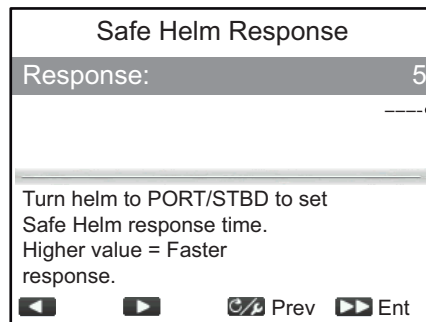 Safe Helm Response
Response: 5
Turn helm to PORT/STBD to set
Safe Helm response time.
Higher value = Faster
response.
Prev Ent